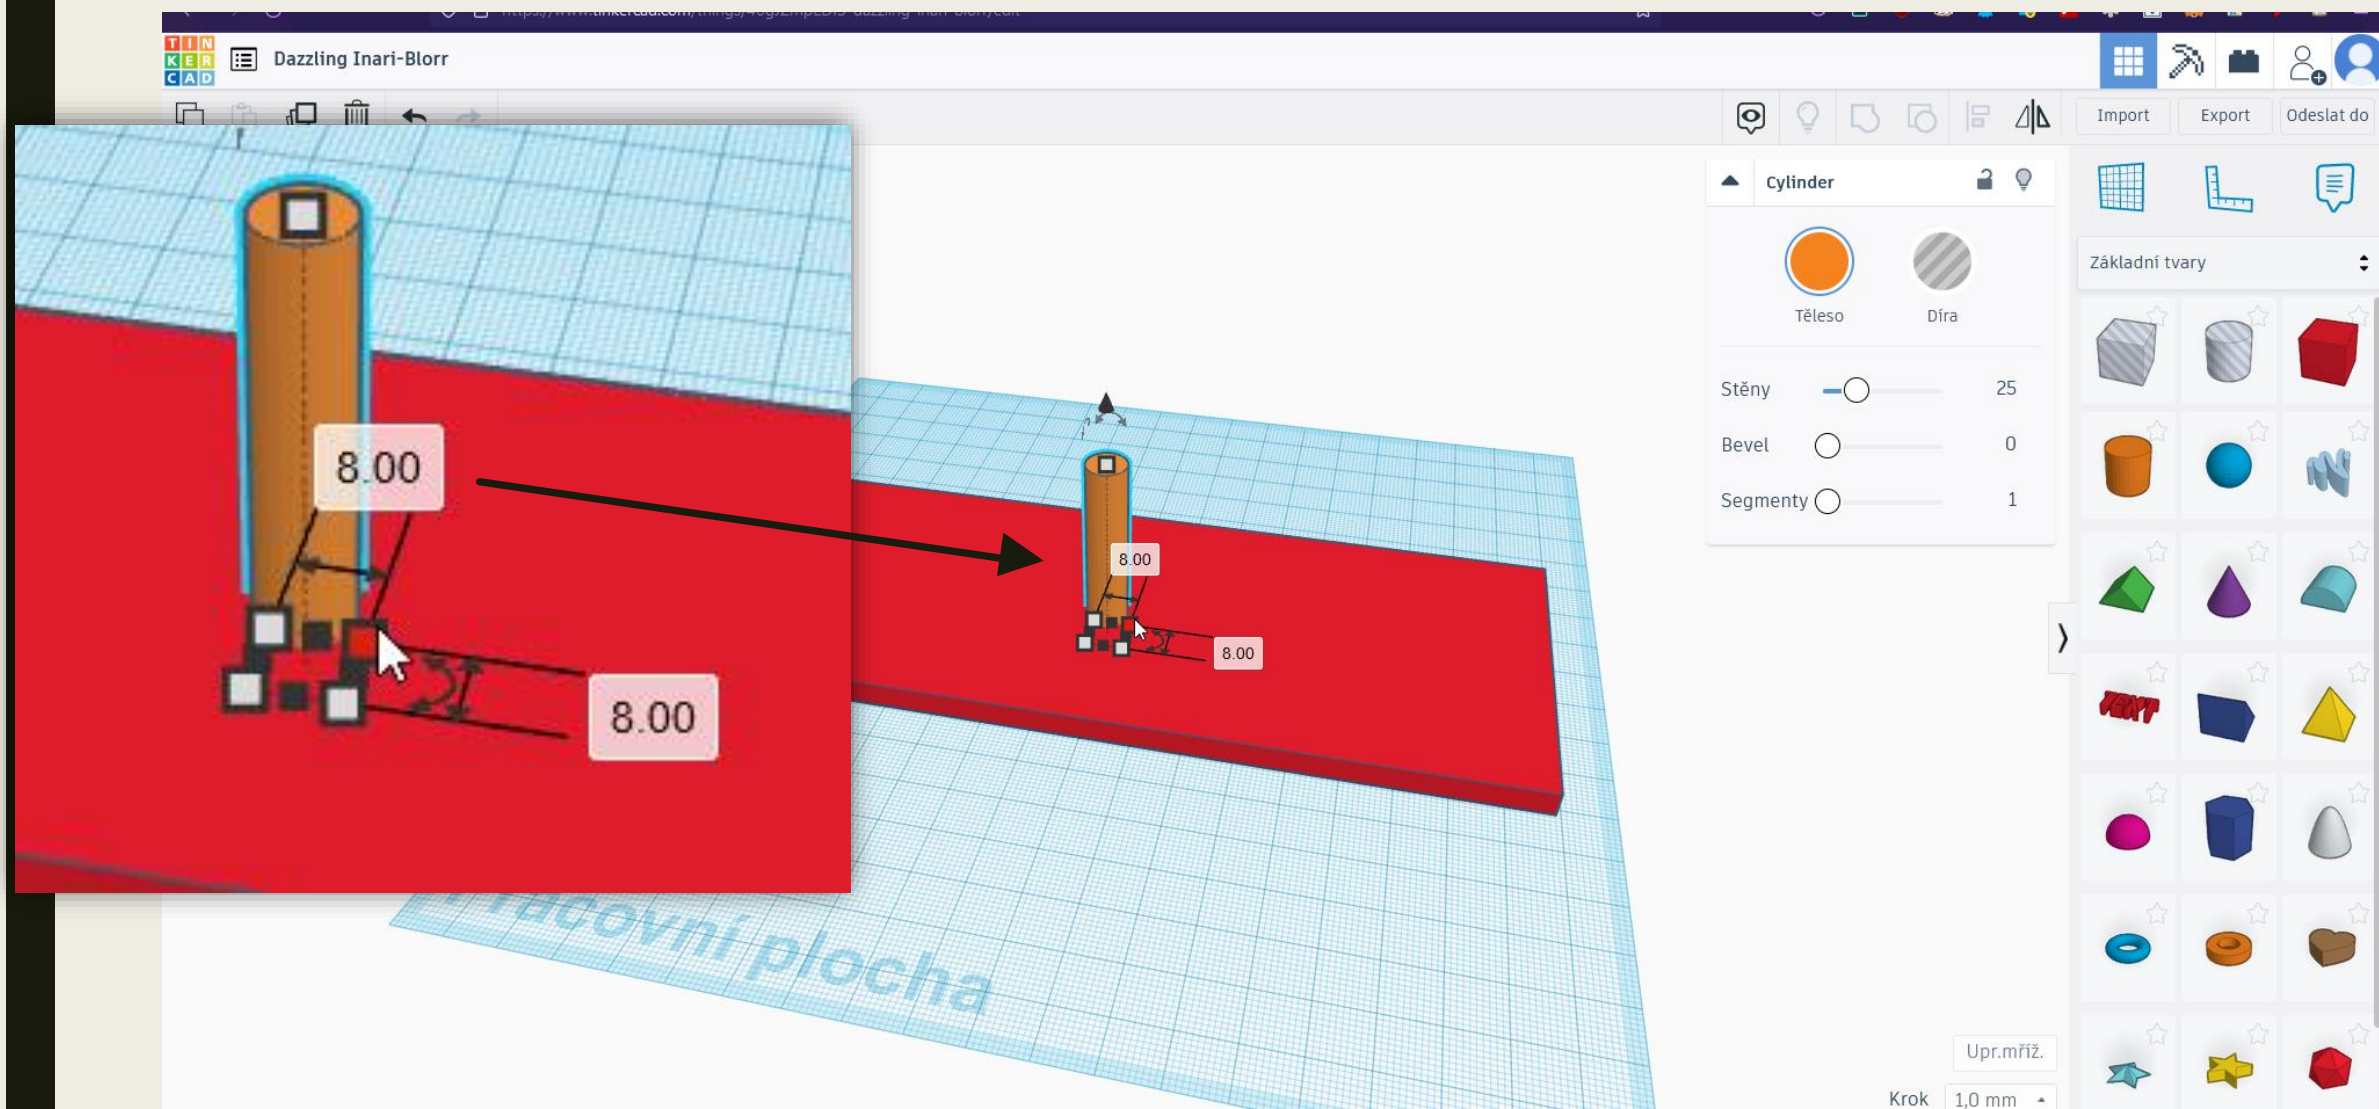 TIN
KER
CAD
Dazzling Inari-Blorr
Import
Export
Odeslat do
Cylinder
Těleso
Díra
Stěny
25
Bevel
0
Segmenty
1
Základní tvary
TEXT
8.00
8.00
8.00
8.00
Pracovní plocha
Upr.mříž.
Krok
1,0 mm